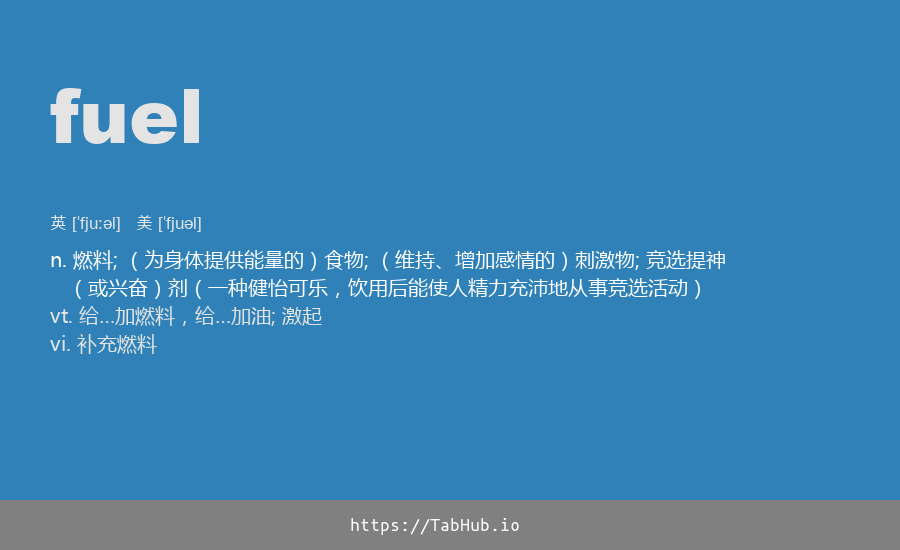 fuel
英 [ˈfjuːəl] 美 [ˈfjuəl]
n. 燃料; （为身体提供能量的）食物; （维持、增加感情的）刺激物; 竞选提神
（或兴奋）剂（一种健怡可乐，饮用后能使人精力充沛地从事竞选活动）
vt. 给...加燃料，给...加油; 激起
vi. 补充燃料
https://TabHub.io